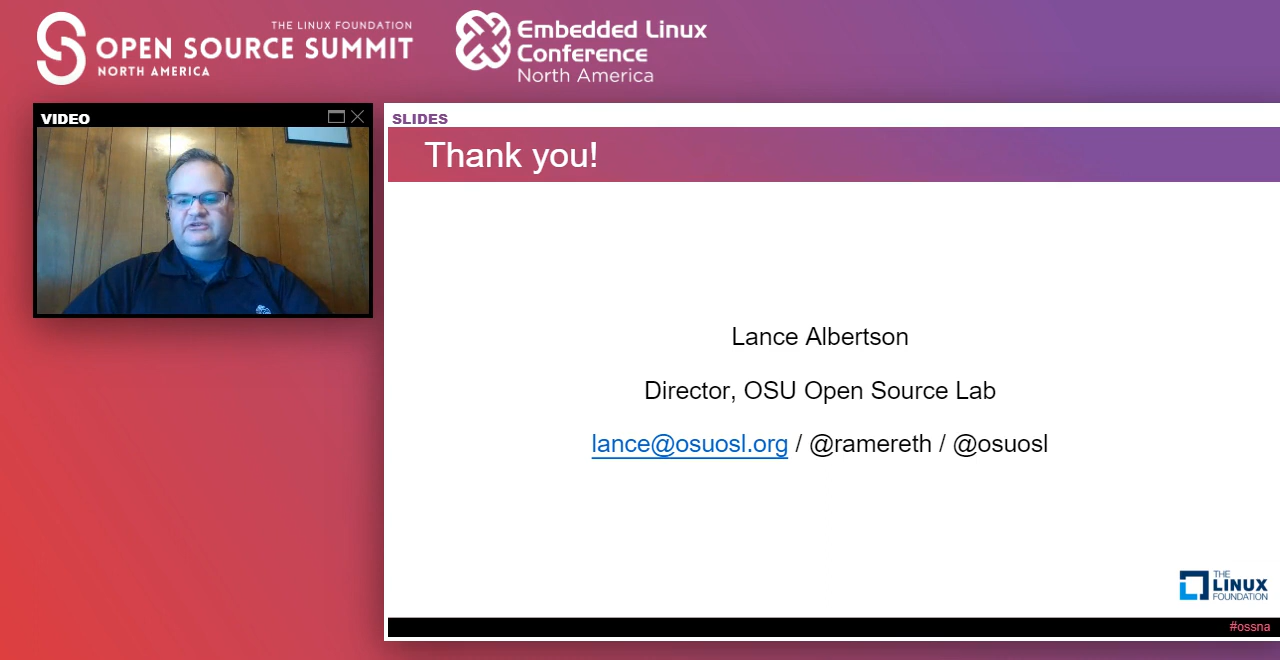 THE LINUX FOUNDATION
OPEN SOURCE SUMMIT
NORTH AMERICA
Embedded Linux
Conference
North America
VIDEO
SLIDES
Thank you!
Lance Albertson
Director, OSU Open Source Lab
lance@osuosl.org / @ramereth / @osuosl
THE
LINUX
FOUNDATION
#ossna